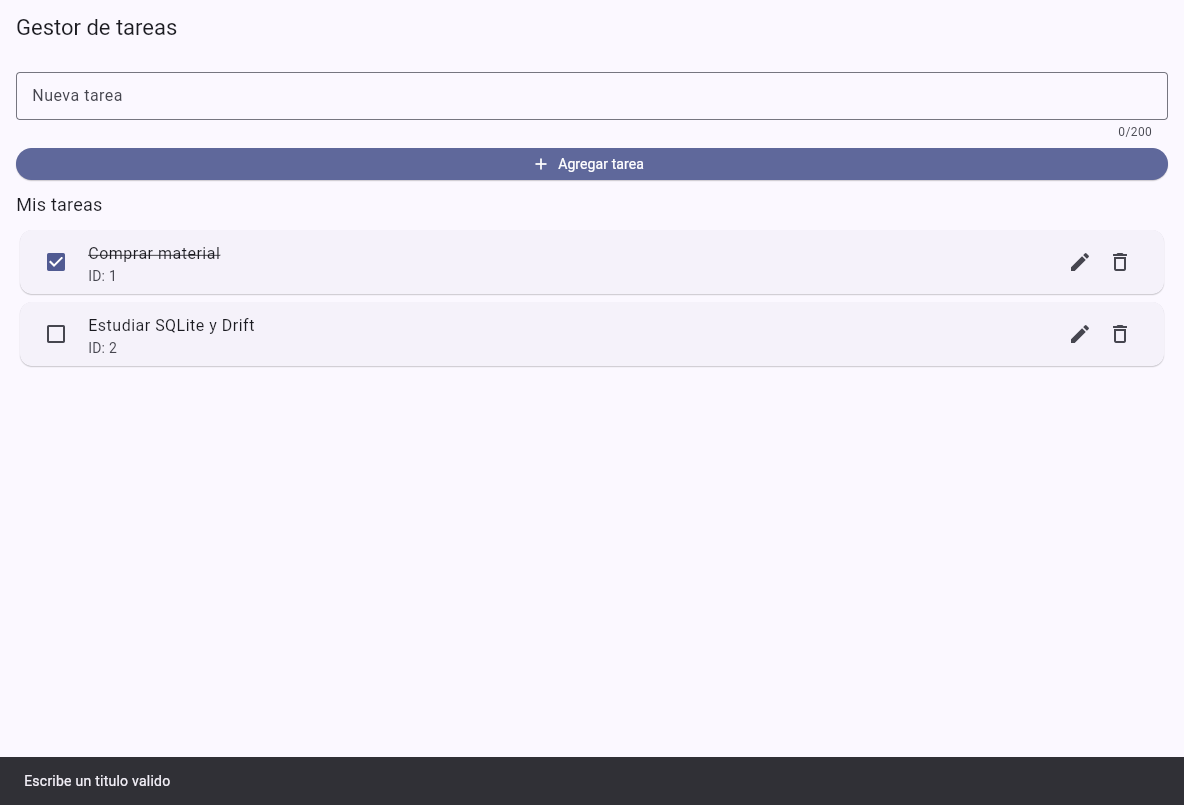 Gestor de tareas
Nueva tarea
0/200
Agregar tarea
Mis tareas
Comprar material
ID: 1
Estudiar SQLite y Drift
ID: 2
Escribe un titulo valido